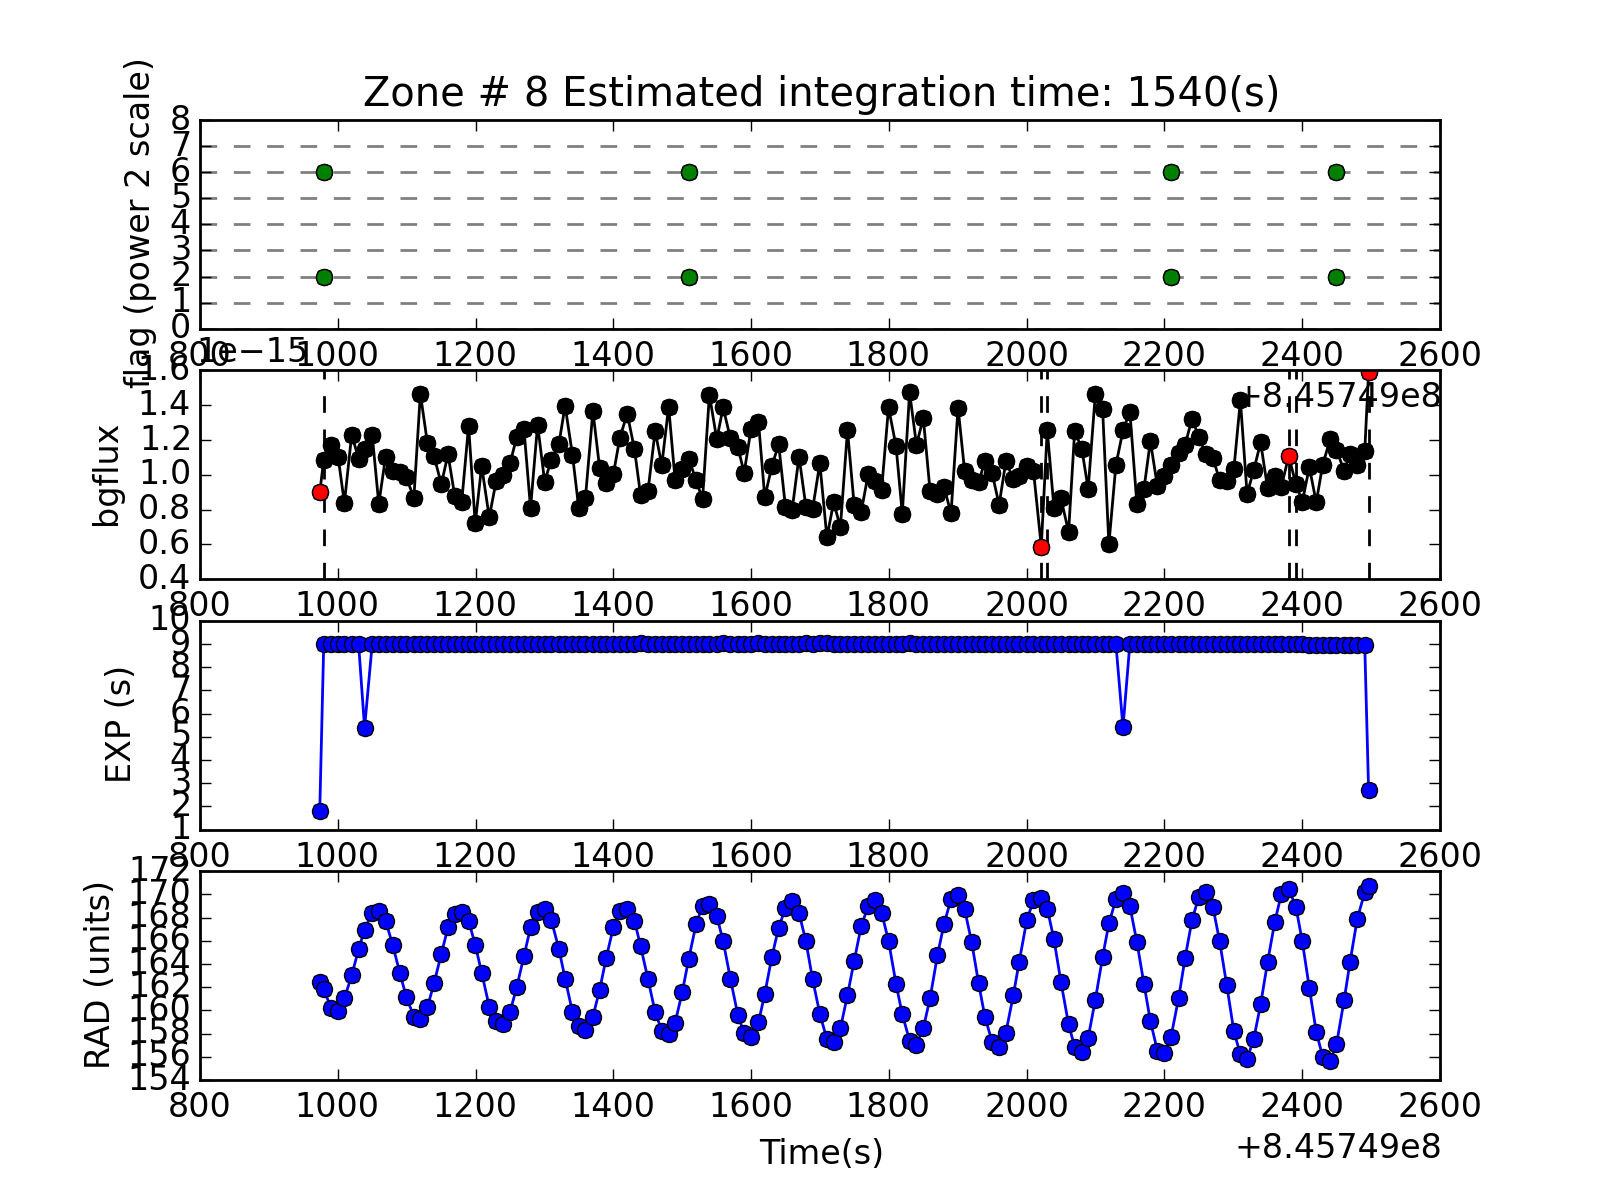 Zone # 8 Estimated integration time: 1540(s)
flag (power 2 scale)
8
7
6
5
4
3
2
1
0
800 1000 1200 1400 1600 1800 2000 2200 2400 2600
1e−15
+8.45749e8
bgflux
1.6
1.4
1.2
1.0
0.8
0.6
0.4
800 1000 1200 1400 1600 1800 2000 2200 2400 2600
EXP (s)
10
9
8
7
6
5
4
3
2
1
800 1000 1200 1400 1600 1800 2000 2200 2400 2600
RAD (units)
172
170
168
166
164
162
160
158
156
154
800 1000 1200 1400 1600 1800 2000 2200 2400 2600
Time(s)
+8.45749e8